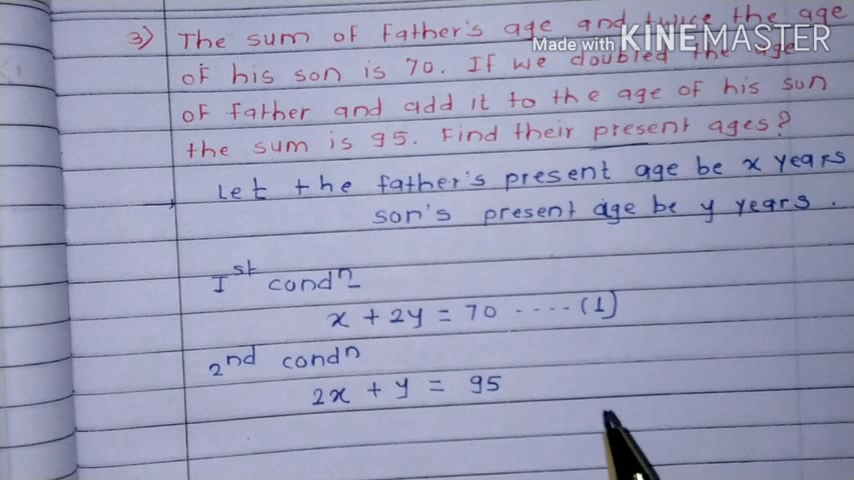 3) The sum of Father's age and twice the age
Made with KINEMASTER
of his son is 70. If we doubled the age
of father and add it to the age of his son
the sum is 95. Find their present ages?
Let the father's present age be x years
son's present age be y years.
Ist condn
x + 2y = 70 ---- (1)
2nd condn
2x + y = 95